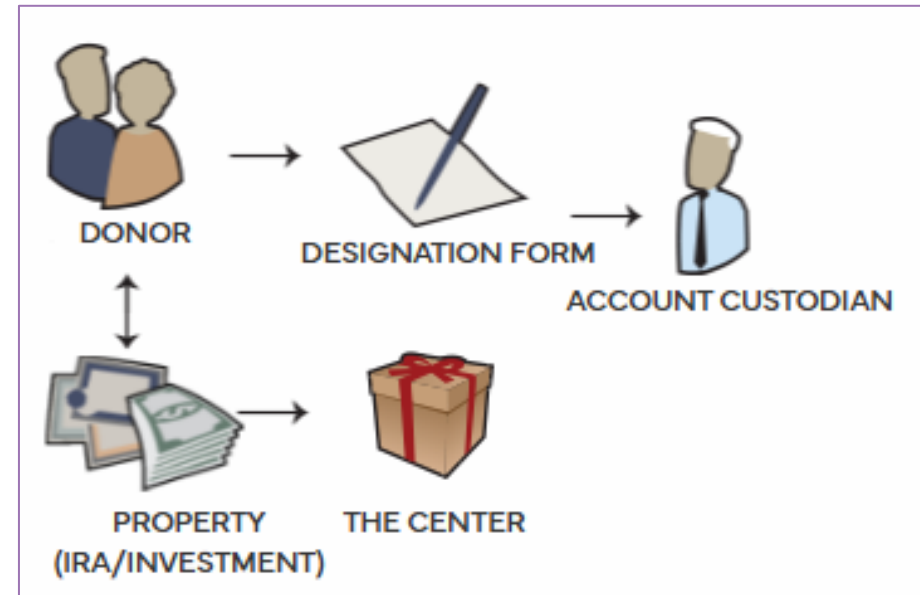 DONOR
DESIGNATION FORM
ACCOUNT CUSTODIAN
PROPERTY
(IRA/INVESTMENT)
THE CENTER